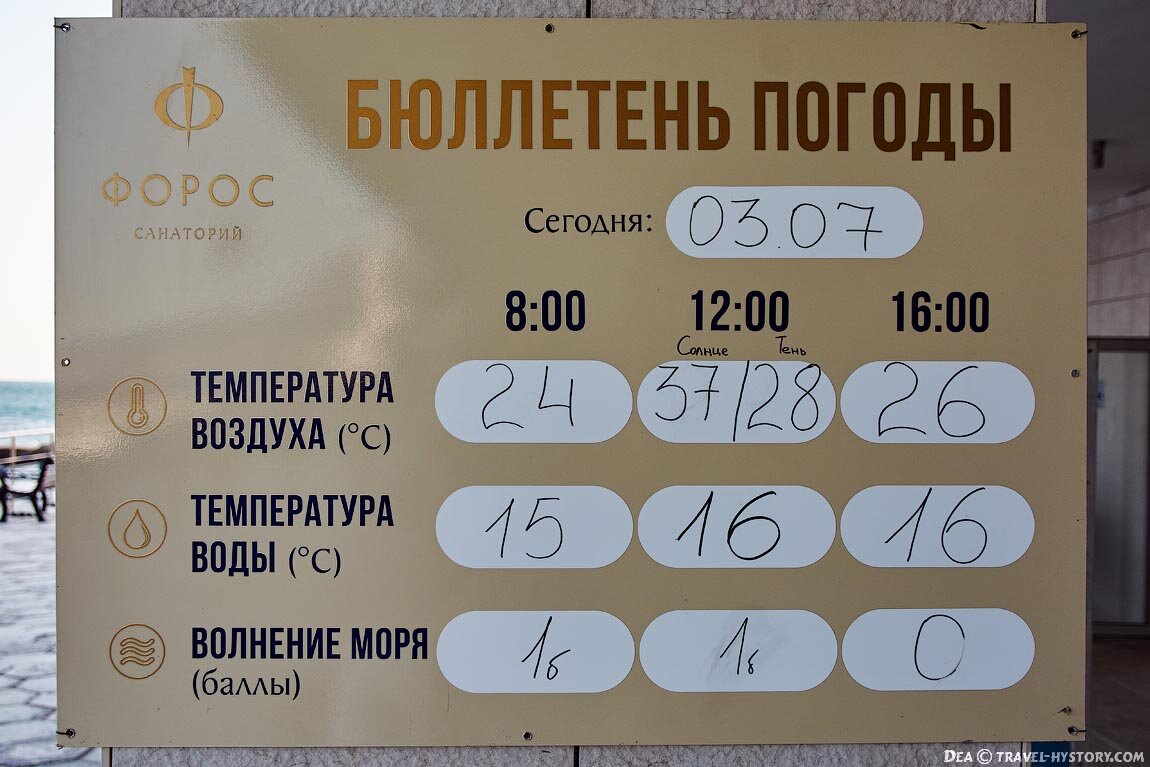 БЮЛЛЕТЕНЬ ПОГОДЫ
ФОРОС
САНАТОРИЙ
Сегодня: 03.07
8:00 12:00 16:00
Солнце Тень
ТЕМПЕРАТУРА
ВОЗДУХА (°C) 24 37/28 26
ТЕМПЕРАТУРА
ВОДЫ (°C) 15 16 16
ВОЛНЕНИЕ МОРЯ
(баллы) 1б 1б 0
DEA © TRAVEL-HYSTORY.COM